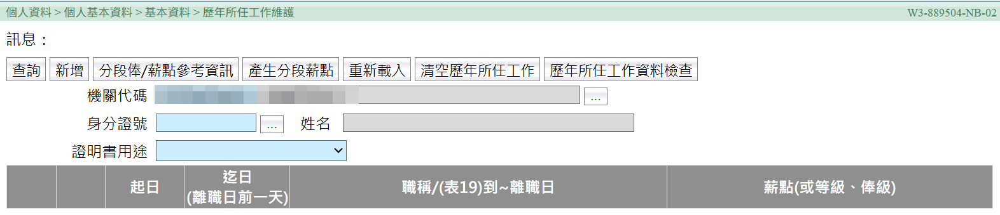 個人資料 > 個人基本資料 > 基本資料 > 歷年所任工作維護 W3-889504-NB-02
訊息：
查詢 新增 分段俸/薪點參考資訊 產生分段薪點 重新載入 清空歷年所任工作 歷年所任工作資料檢查
機關代碼 ...
身分證號 ... 姓名
證明書用途
起日 迄日 職稱/(表19)到~離職日 薪點(或等級、俸級)
(離職日前一天)